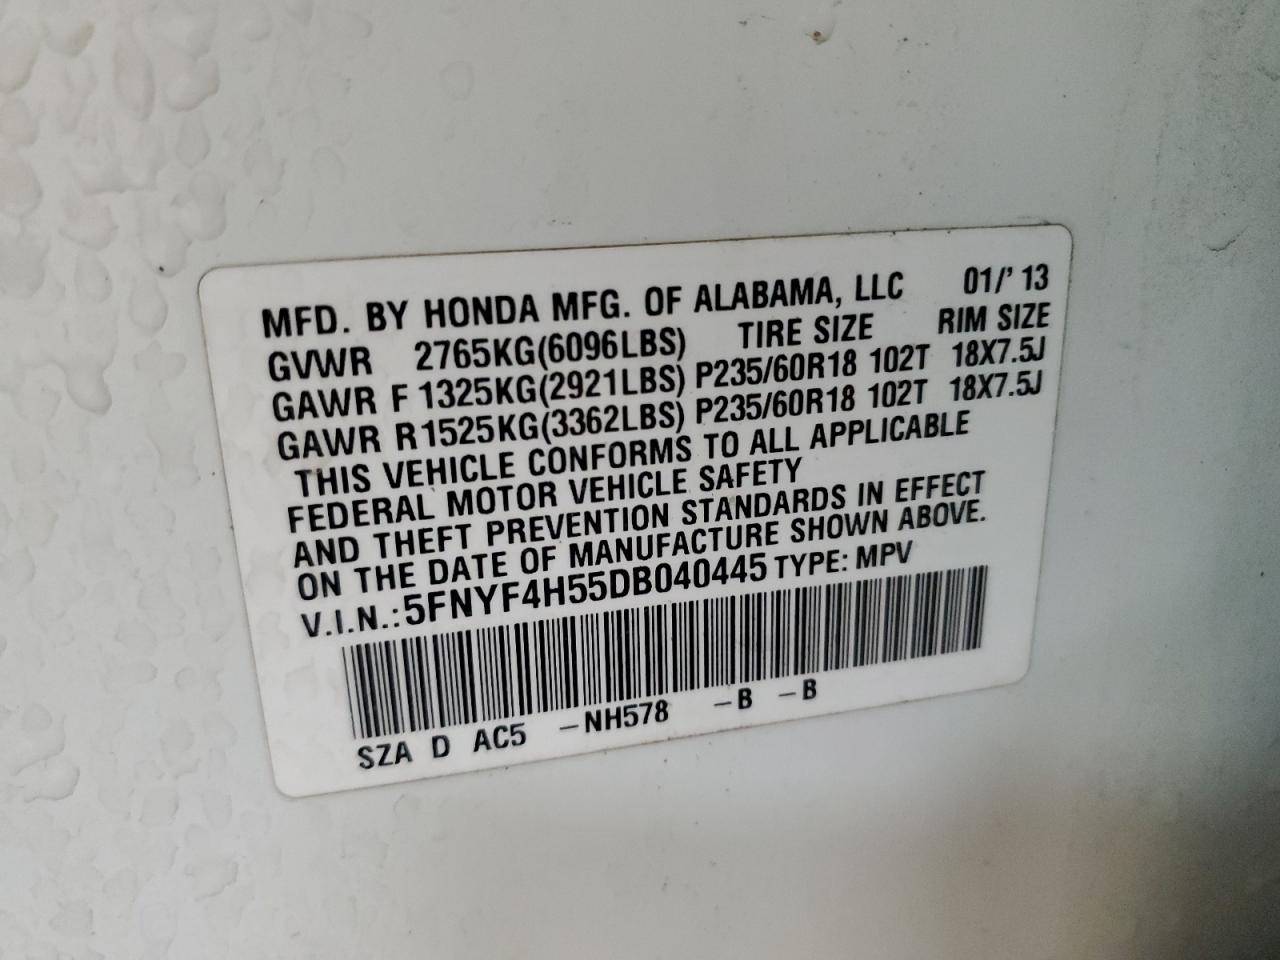 MFD. BY HONDA MFG. OF ALABAMA, LLC 01/' 13
GVWR 2765KG(6096LBS) TIRE SIZE RIM SIZE
GAWR F 1325KG(2921LBS) P235/60R18 102T 18X7.5J
GAWR R1525KG(3362LBS) P235/60R18 102T 18X7.5J
THIS VEHICLE CONFORMS TO ALL APPLICABLE
FEDERAL MOTOR VEHICLE SAFETY
AND THEFT PREVENTION STANDARDS IN EFFECT
ON THE DATE OF MANUFACTURE SHOWN ABOVE.
V.I.N.:5FNYF4H55DB040445 TYPE: MPV
SZA D AC5 –NH578 –B –B